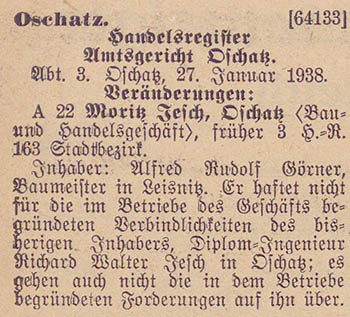 Oschatz. [64133]
Handelsregister
Amtsgericht Oschatz.
Abt. 3. Oschatz, 27. Januar 1938.
Veränderungen:
A 22 Moritz Jesch, Oschatz (Bau-
und Handelsgeschäft), früher 3 H.-R.
163 Stadtbezirk.
Inhaber: Alfred Rudolf Görner,
Baumeister in Leisnitz. Er haftet nicht
für die im Betriebe des Geschäfts be-
gründeten Verbindlichkeiten des bis-
herigen Inhabers, Diplom-Ingenieur
Richard Walter Jesch in Oschatz; es
gehen auch nicht die in dem Betriebe
begründeten Forderungen auf ihn über.